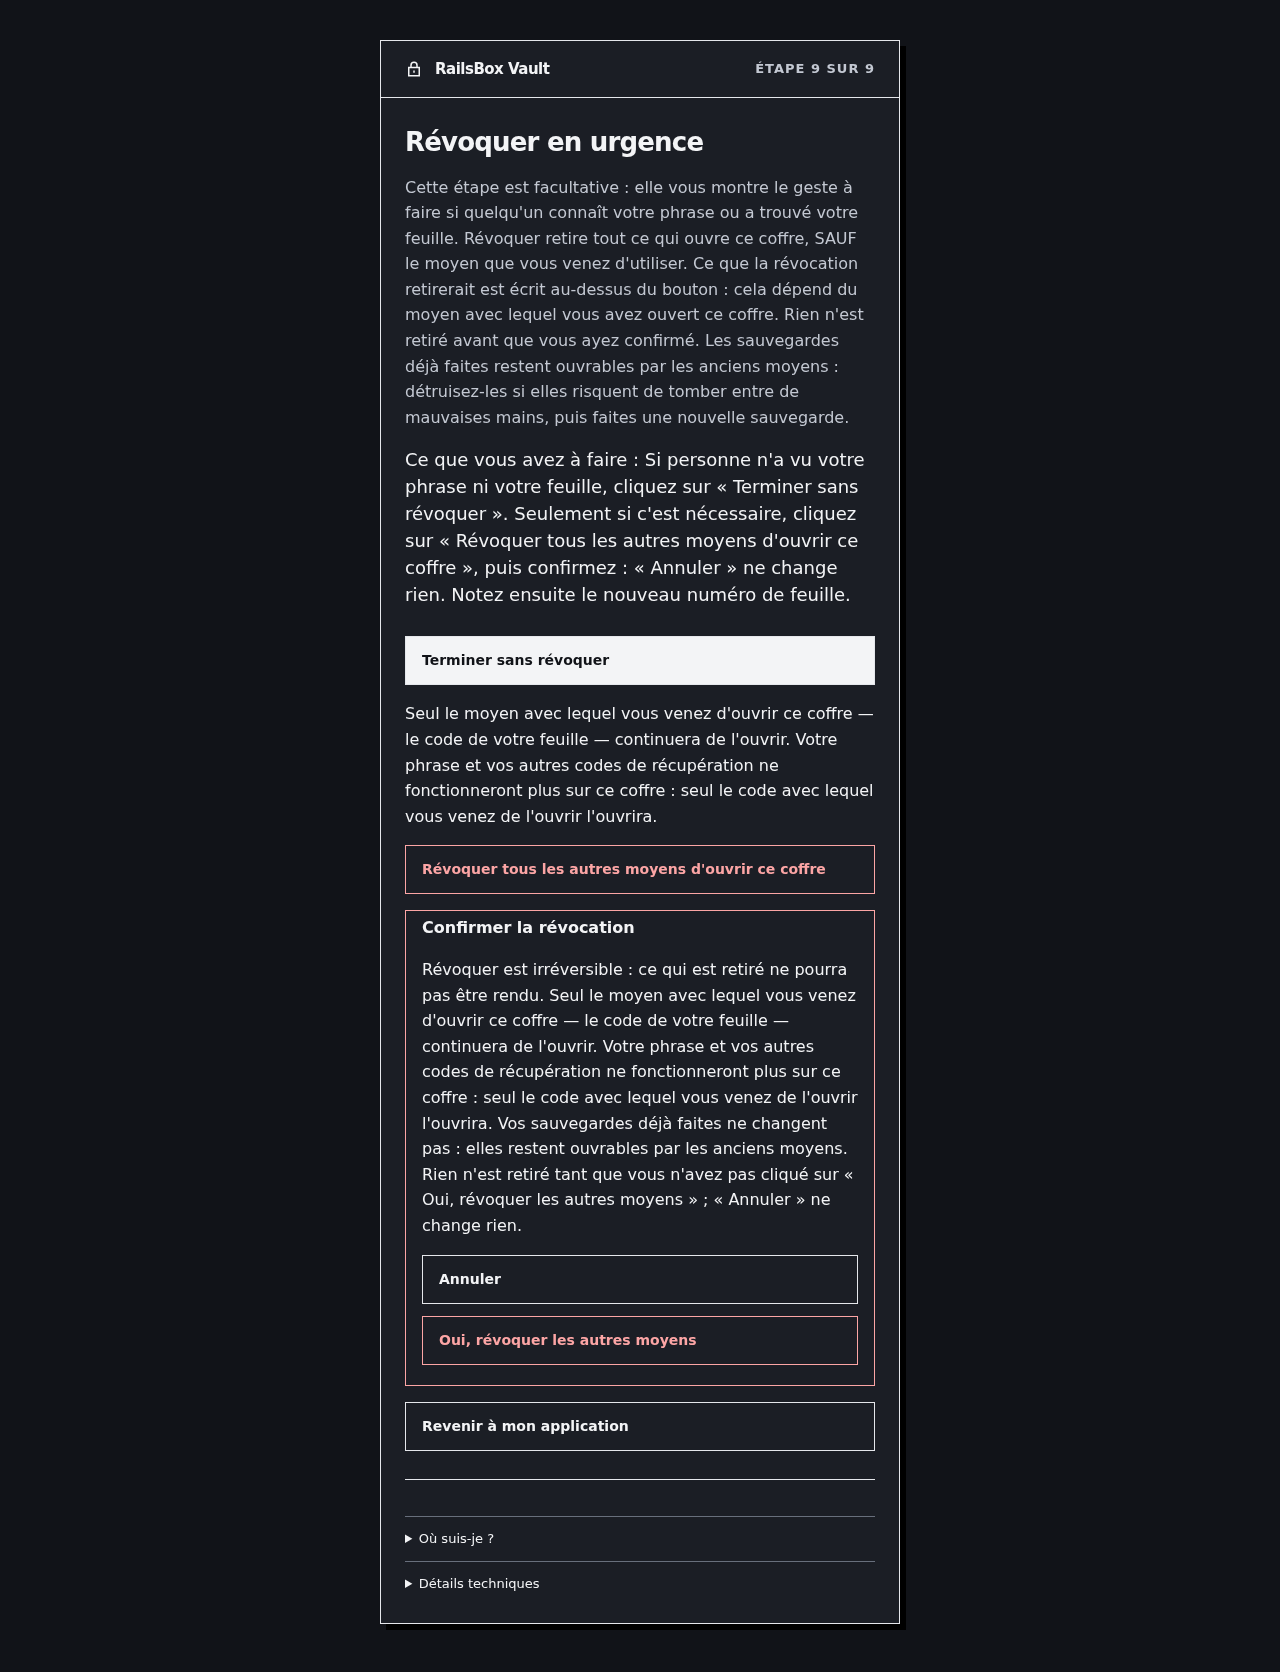 RailsBox Vault
ÉTAPE 9 SUR 9
Révoquer en urgence
Cette étape est facultative : elle vous montre le geste à
faire si quelqu'un connaît votre phrase ou a trouvé votre
feuille. Révoquer retire tout ce qui ouvre ce coffre, SAUF
le moyen que vous venez d'utiliser. Ce que la révocation
retirerait est écrit au-dessus du bouton : cela dépend du
moyen avec lequel vous avez ouvert ce coffre. Rien n'est
retiré avant que vous ayez confirmé. Les sauvegardes
déjà faites restent ouvrables par les anciens moyens :
détruisez-les si elles risquent de tomber entre de
mauvaises mains, puis faites une nouvelle sauvegarde.
Ce que vous avez à faire : Si personne n'a vu votre
phrase ni votre feuille, cliquez sur « Terminer sans
révoquer ». Seulement si c'est nécessaire, cliquez
sur « Révoquer tous les autres moyens d'ouvrir ce
coffre », puis confirmez : « Annuler » ne change
rien. Notez ensuite le nouveau numéro de feuille.
Terminer sans révoquer
Seul le moyen avec lequel vous venez d'ouvrir ce coffre —
le code de votre feuille — continuera de l'ouvrir. Votre
phrase et vos autres codes de récupération ne
fonctionneront plus sur ce coffre : seul le code avec lequel
vous venez de l'ouvrir l'ouvrira.
Révoquer tous les autres moyens d'ouvrir ce coffre
Confirmer la révocation
Révoquer est irréversible : ce qui est retiré ne pourra
pas être rendu. Seul le moyen avec lequel vous venez
d'ouvrir ce coffre — le code de votre feuille —
continuera de l'ouvrir. Votre phrase et vos autres
codes de récupération ne fonctionneront plus sur ce
coffre : seul le code avec lequel vous venez de l'ouvrir
l'ouvrira. Vos sauvegardes déjà faites ne changent
pas : elles restent ouvrables par les anciens moyens.
Rien n'est retiré tant que vous n'avez pas cliqué sur «
Oui, révoquer les autres moyens » ; « Annuler » ne
change rien.
Annuler
Oui, révoquer les autres moyens
Revenir à mon application
Où suis-je ?
Détails techniques